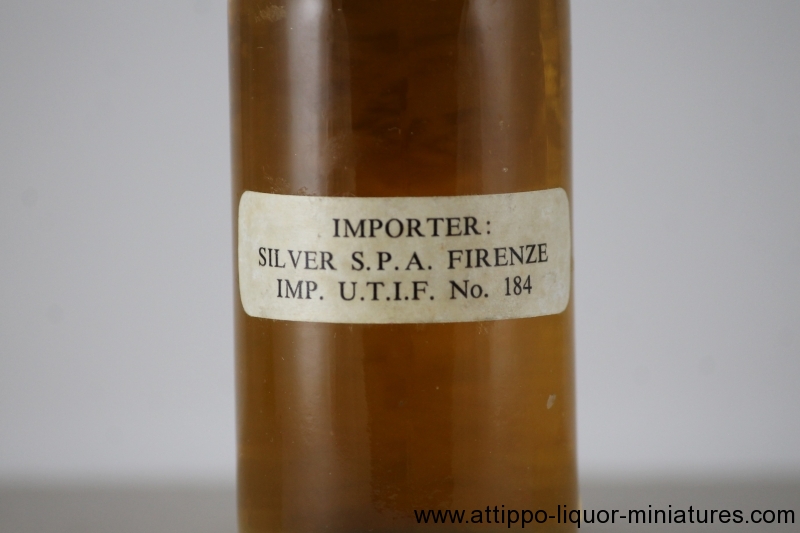 IMPORTER:
SILVER S.P.A. FIRENZE
IMP. U.T.I.F. No. 184
www.attippo-liquor-miniatures.com